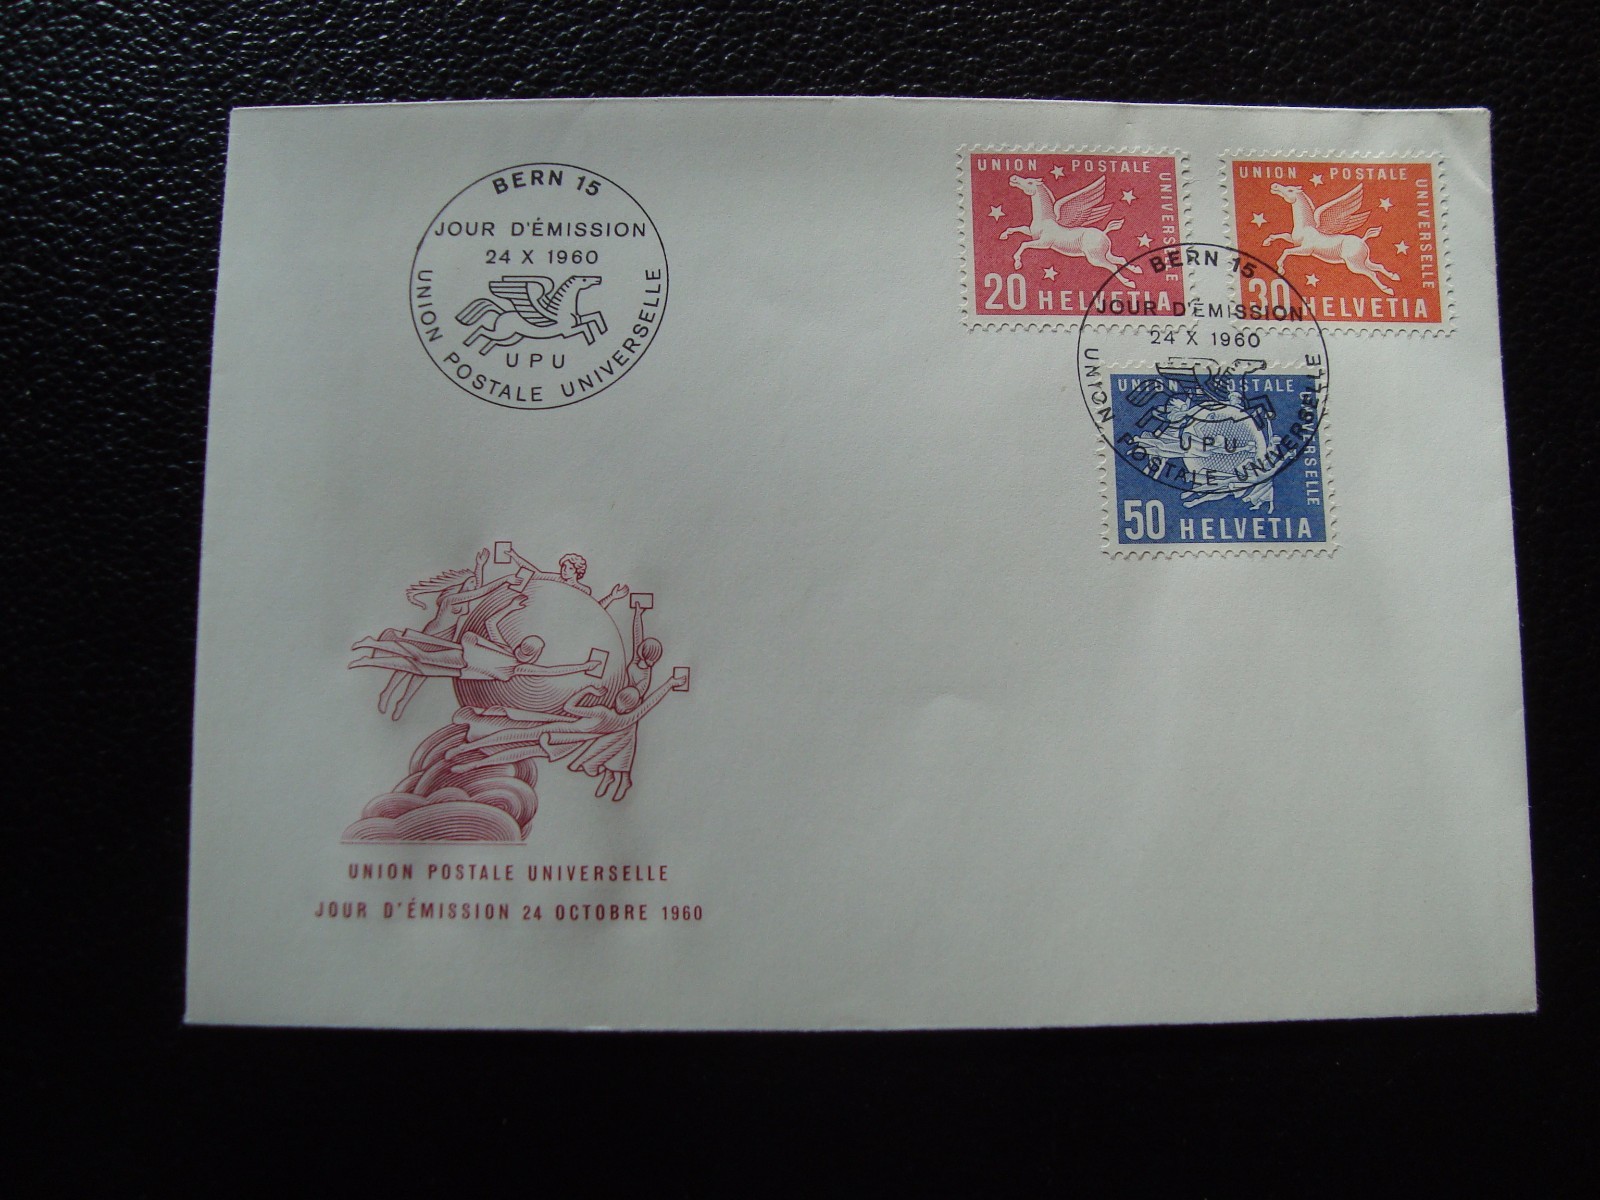 BERN 15
JOUR D'ÉMISSION
24 X 1960
UPU
UNION POSTALE UNIVERSELLE
UNION POSTALE UNIVERSELLE
20 HELVETIA
UNION POSTALE UNIVERSELLE
30 HELVETIA
BERN 15
JOUR D'ÉMISSION
24 X 1960
UPU
UNION POSTALE UNIVERSELLE
UNION POSTALE UNIVERSELLE
50 HELVETIA
UNION POSTALE UNIVERSELLE
JOUR D'ÉMISSION 24 OCTOBRE 1960